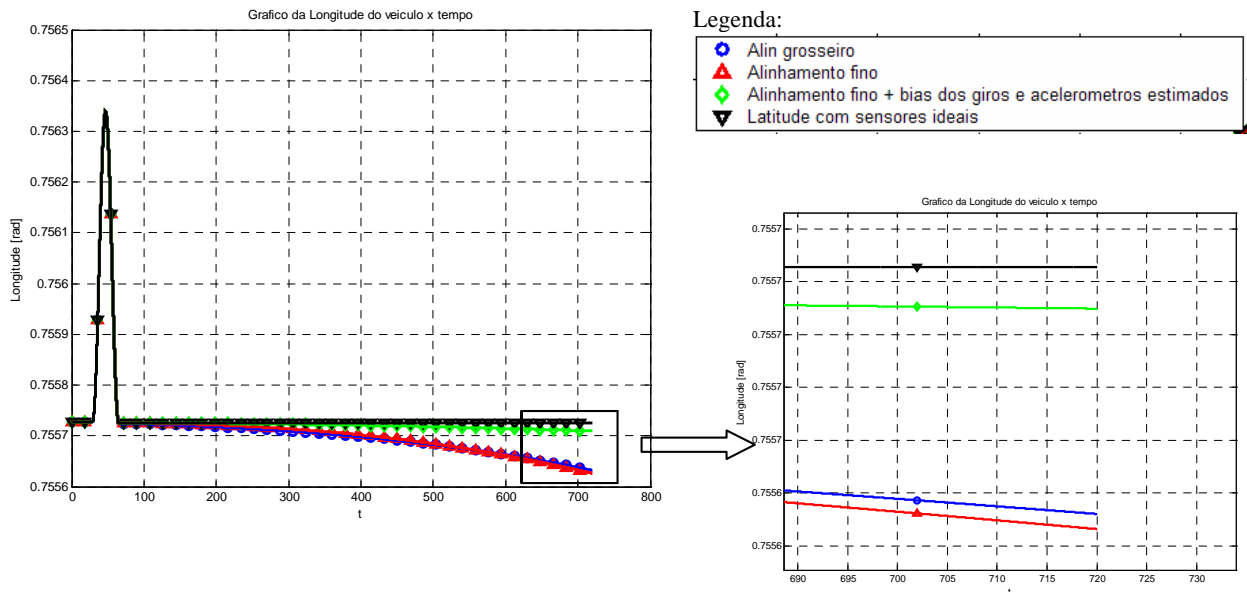 Grafico da Longitude do veiculo x tempo
0.7565
0.7564
0.7563
0.7562
0.7561
0.756
0.7559
0.7558
0.7557
0.7556
Longitude [rad]
0 100 200 300 400 500 600 700 800
t
Legenda:
Alin grosseiro
Alinhamento fino
Alinhamento fino + bias dos giros e acelerometros estimados
Latitude com sensores ideais
Grafico da Longitude do veiculo x tempo
0.7557
0.7557
0.7557
0.7557
0.7557
0.7556
0.7556
Longitude [rad]
690 695 700 705 710 715 720 725 730